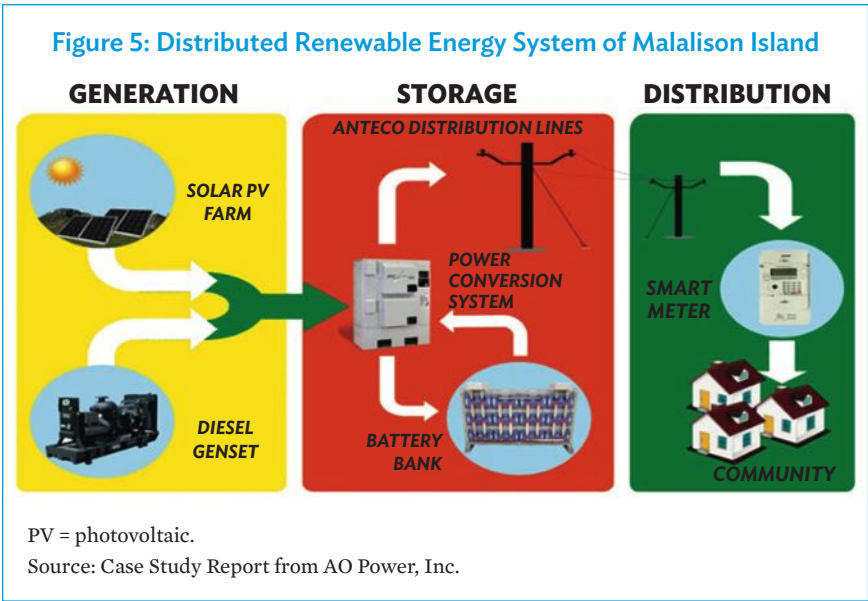 Figure 5: Distributed Renewable Energy System of Malalison Island
GENERATION
SOLAR PV
FARM
DIESEL
GENSET
STORAGE
ANTECO DISTRIBUTION LINES
POWER
CONVERSION
SYSTEM
BATTERY
BANK
DISTRIBUTION
SMART
METER
COMMUNITY
PV = photovoltaic.
Source: Case Study Report from AO Power, Inc.